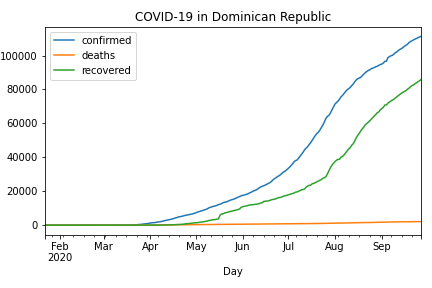 COVID-19 in Dominican Republic
confirmed
deaths
recovered
100000
80000
60000
40000
20000
0
Feb Mar Apr May Jun Jul Aug Sep
2020
Day